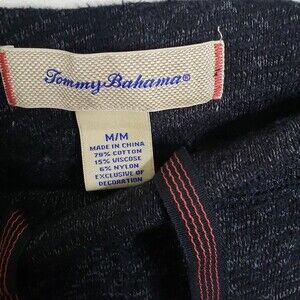 Tommy Bahama®
M/M
MADE IN CHINA
79% COTTON
15% VISCOSE
6% NYLON
EXCLUSIVE OF
DECORATION